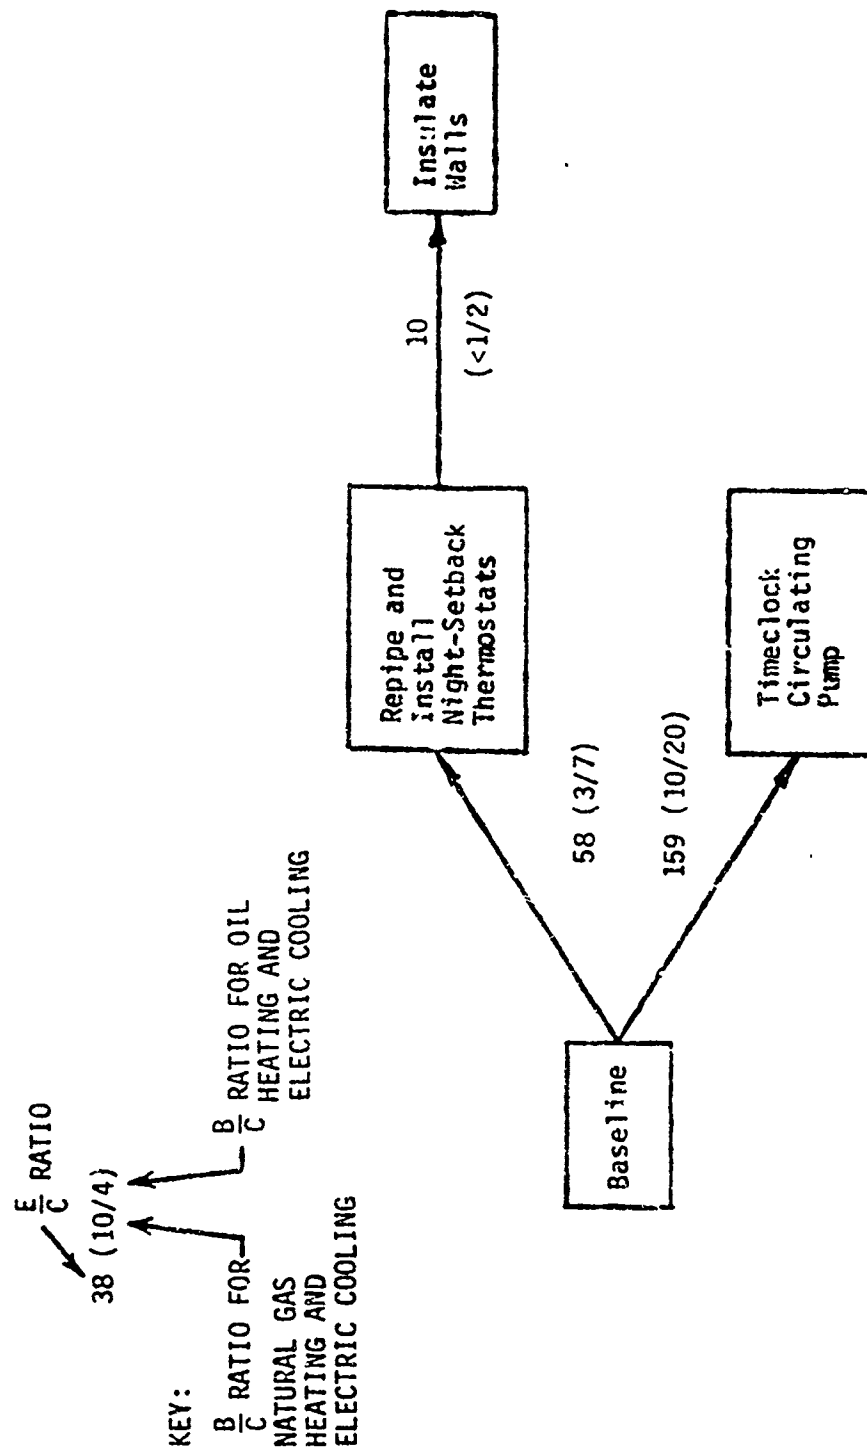 KEY:
E/C RATIO
38 (10/4)
B/C RATIO FOR
NATURAL GAS
HEATING AND
ELECTRIC COOLING
B/C RATIO FOR OIL
HEATING AND
ELECTRIC COOLING
Baseline
58 (3/7)
159 (10/20)
Repipe and
Install
Night-Setback
Thermostats
Timeclock
Circulating
Pump
10
(<1/2)
Insulate
Walls